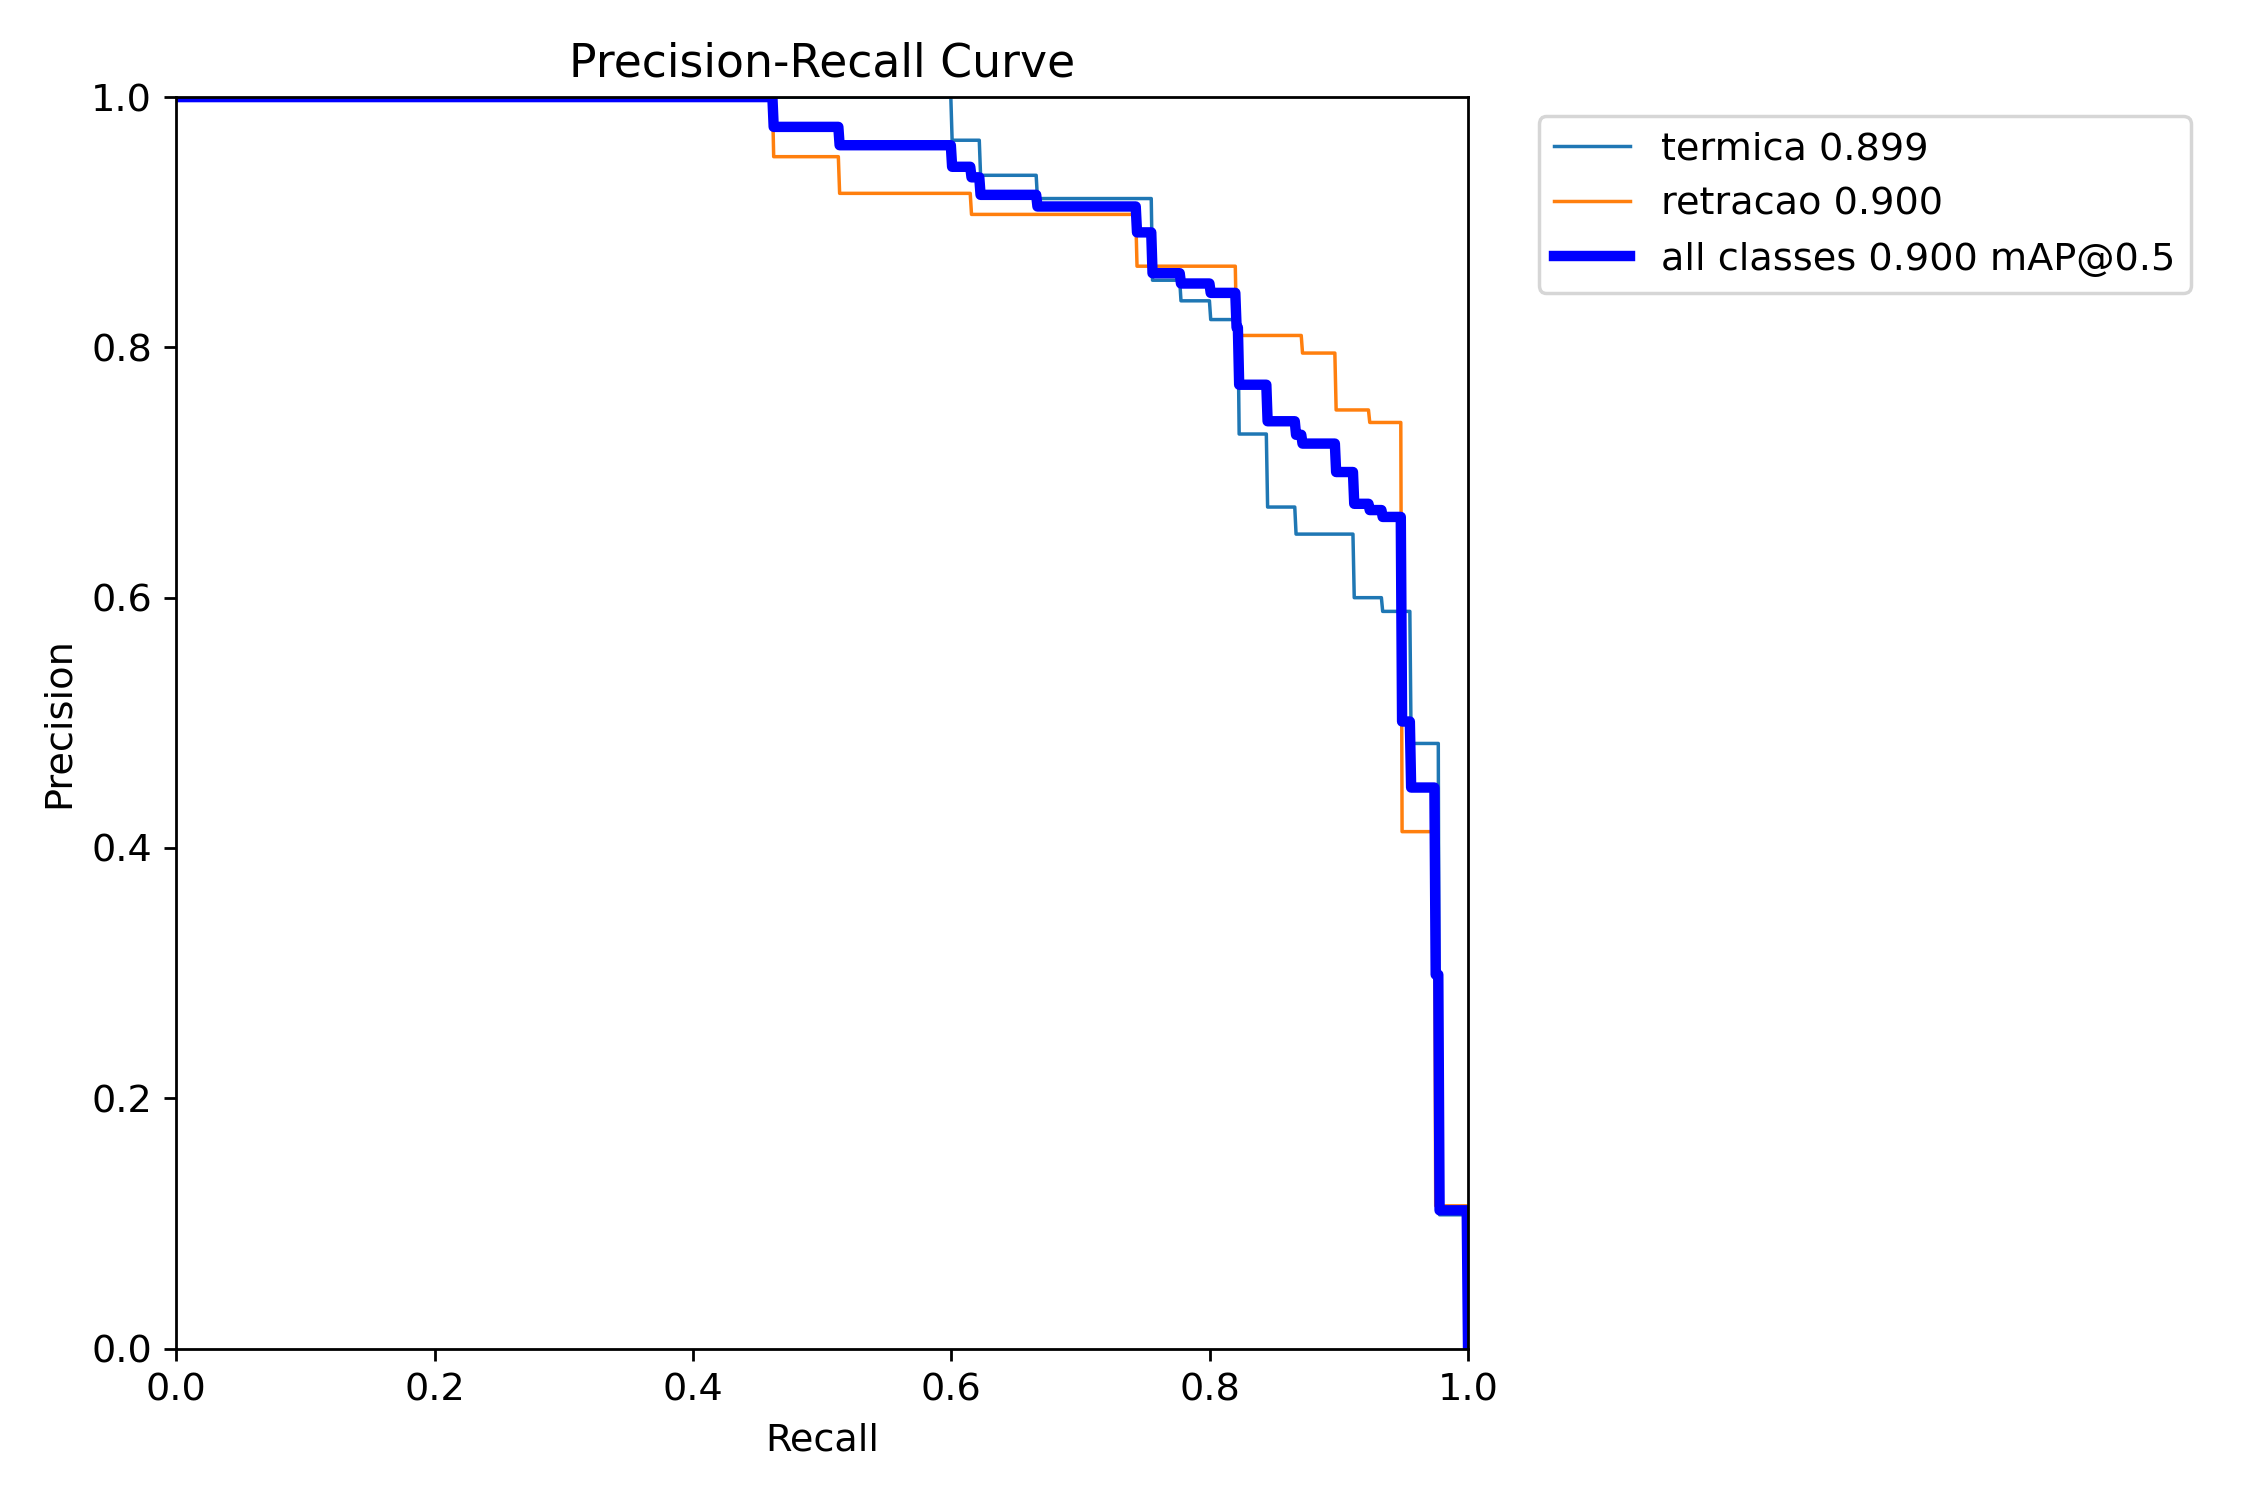 Precision-Recall Curve
1.0
0.8
0.6
0.4
0.2
0.0
Precision
0.0 0.2 0.4 0.6 0.8 1.0
Recall
termica 0.899
retracao 0.900
all classes 0.900 mAP@0.5